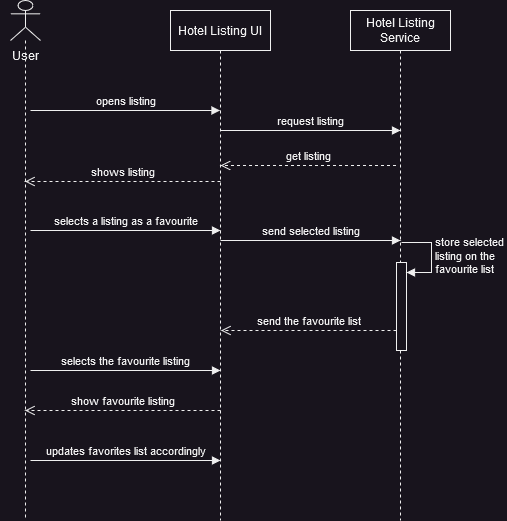 Hotel Listing UI
Hotel Listing
Service
User
opens listing
request listing
get listing
shows listing
selects a listing as a favourite
send selected listing
store selected
listing on the
favourite list
send the favourite list
selects the favourite listing
show favourite listing
updates favorites list accordingly